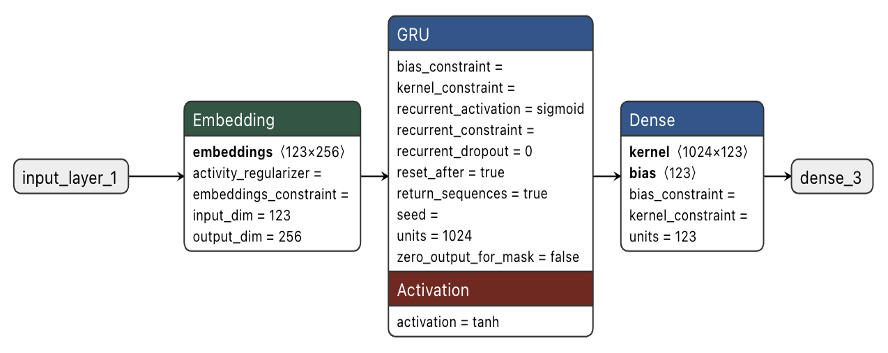 input_layer_1
Embedding
embeddings ⟨123×256⟩
activity_regularizer =
embeddings_constraint =
input_dim = 123
output_dim = 256
GRU
bias_constraint =
kernel_constraint =
recurrent_activation = sigmoid
recurrent_constraint =
recurrent_dropout = 0
reset_after = true
return_sequences = true
seed =
units = 1024
zero_output_for_mask = false
Activation
activation = tanh
Dense
kernel ⟨1024×123⟩
bias ⟨123⟩
bias_constraint =
kernel_constraint =
units = 123
dense_3